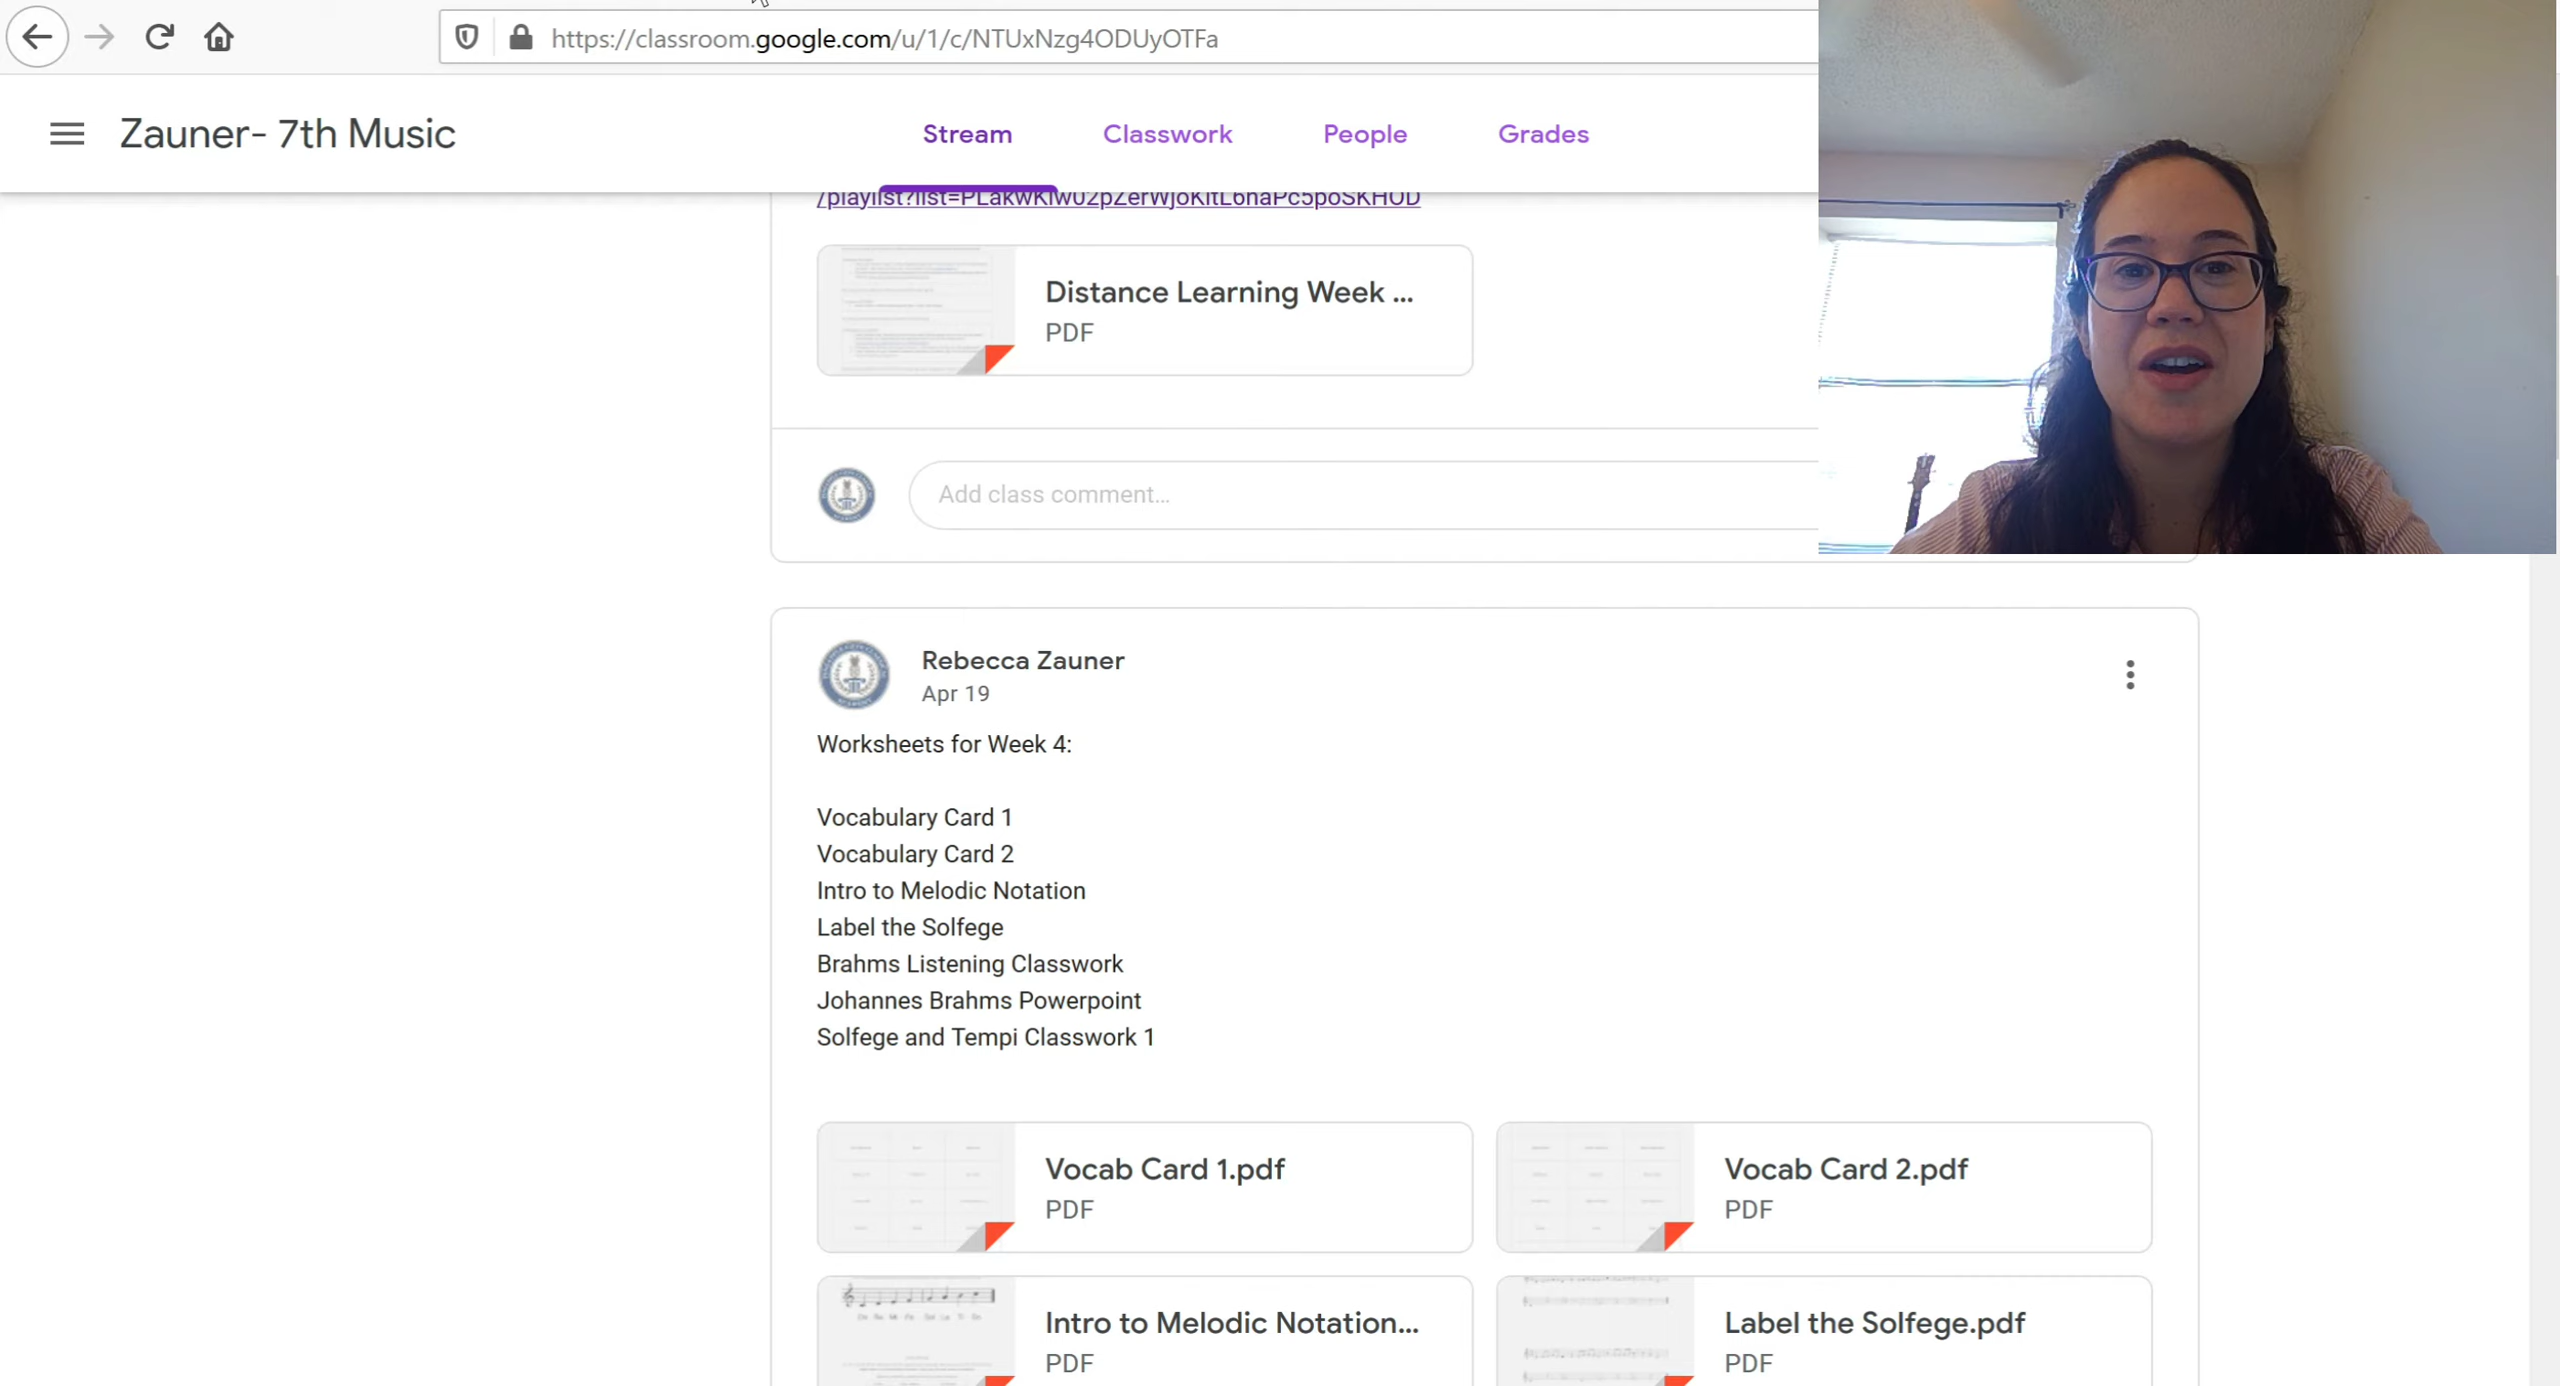 https://classroom.google.com/u/1/c/NTUxNzg4ODUyOTFa
Zauner- 7th Music
Stream
Classwork
People
Grades
Distance Learning Week ...
PDF
Add class comment...
Rebecca Zauner
Apr 19
Worksheets for Week 4:
Vocabulary Card 1
Vocabulary Card 2
Intro to Melodic Notation
Label the Solfege
Brahms Listening Classwork
Johannes Brahms Powerpoint
Solfege and Tempi Classwork 1
Vocab Card 1.pdf
PDF
Vocab Card 2.pdf
PDF
Intro to Melodic Notation...
PDF
Label the Solfege.pdf
PDF